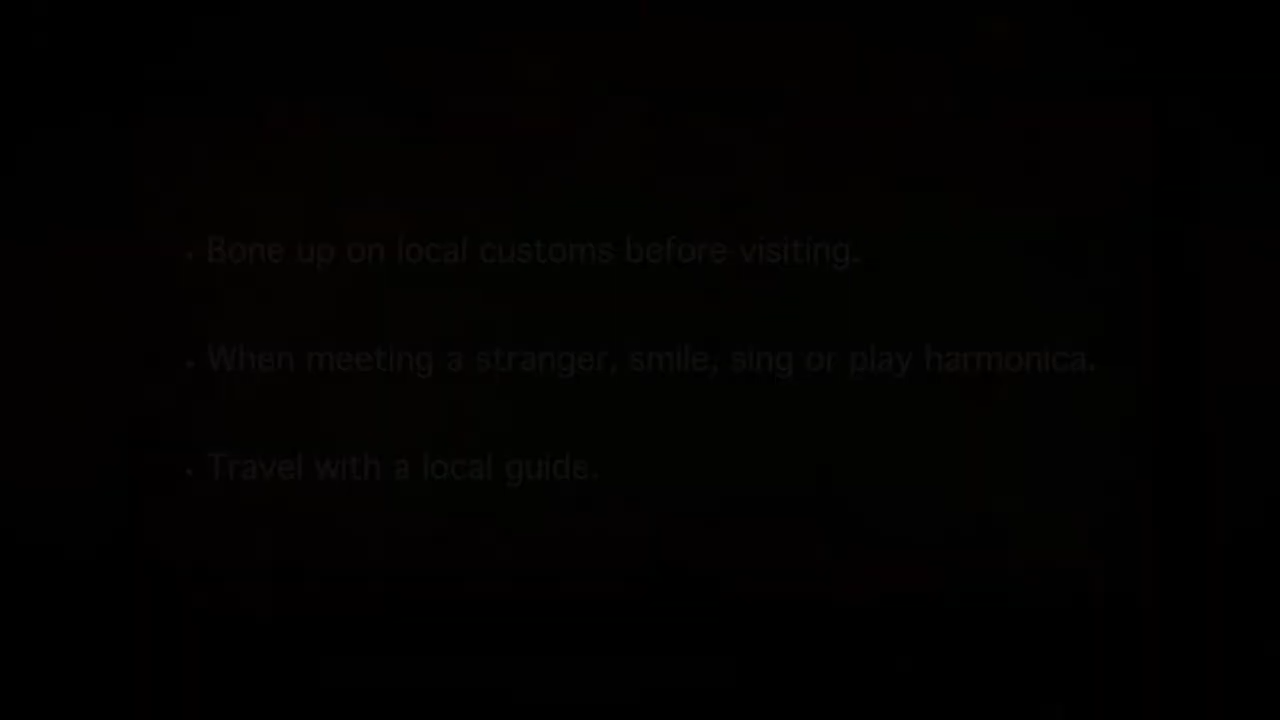 • Bone up on local customs before visiting.
• When meeting a stranger, smile, sing or play harmonica.
• Travel with a local guide.